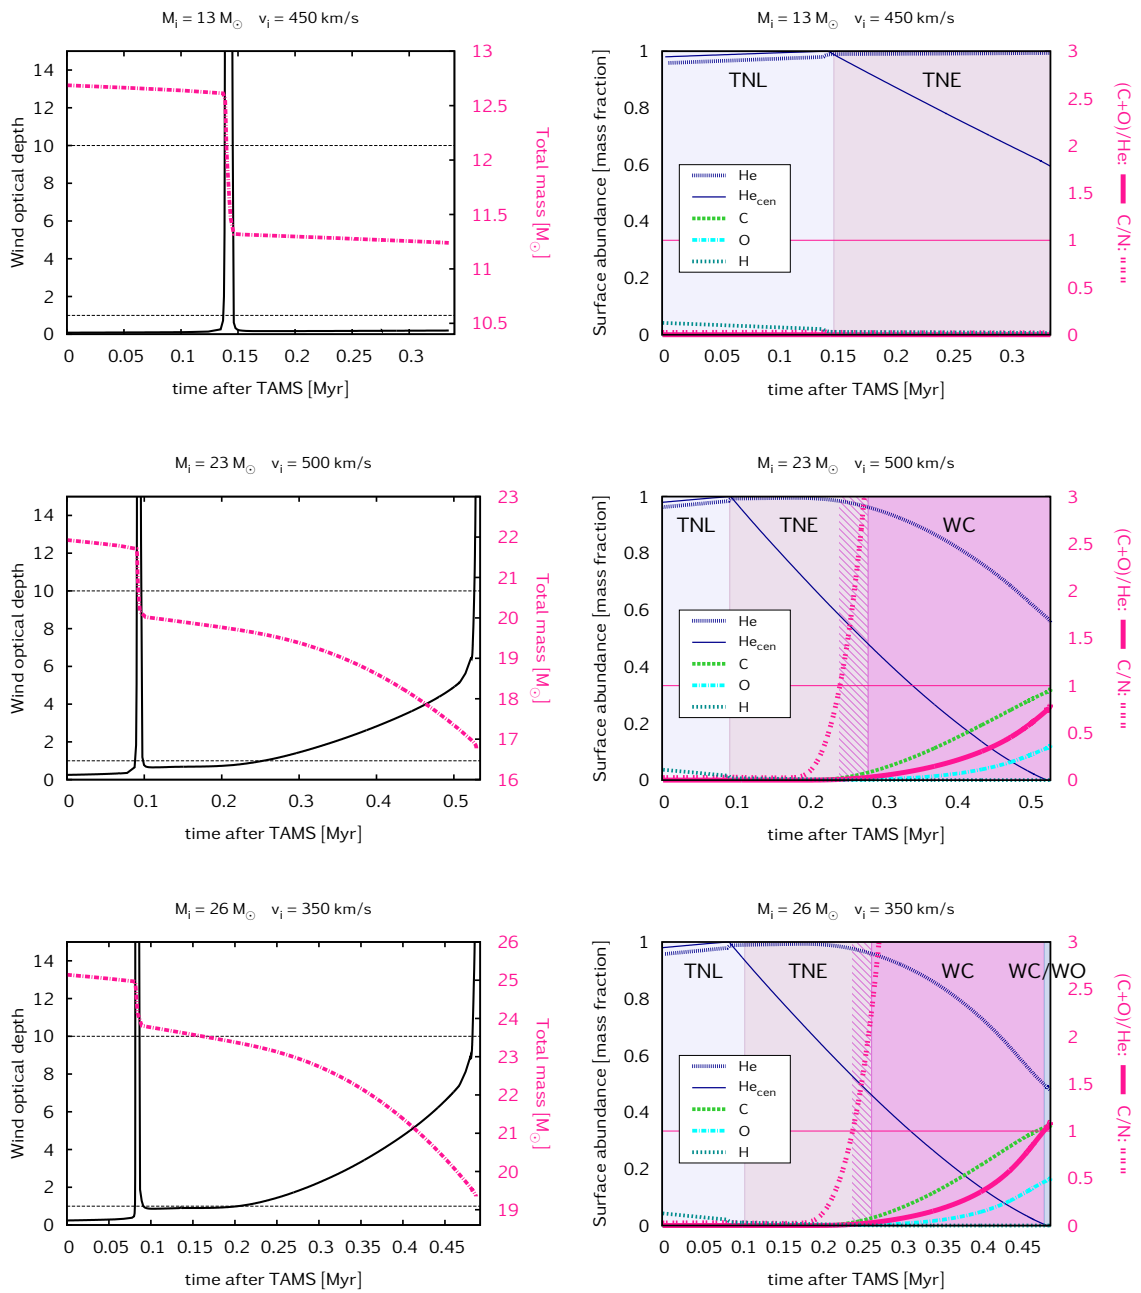 M_i = 13 M_☉ v_i = 450 km/s
Wind optical depth
14
12
10
8
6
4
2
1
0
13
12.5
12
11.5
11
10.5
Total mass [M_☉]
0 0.05 0.1 0.15 0.2 0.25 0.3
time after TAMS [Myr]
M_i = 13 M_☉ v_i = 450 km/s
Surface abundance [mass fraction]
1
0.8
0.6
0.4
0.2
0
TNL TNE
He
He_cen
C
O
H
3
2.5
2
1.5
1
0.5
0
(C+O)/He: C/N:
0 0.05 0.1 0.15 0.2 0.25 0.3
time after TAMS [Myr]
M_i = 23 M_☉ v_i = 500 km/s
Wind optical depth
14
12
10
8
6
4
2
1
0
23
22
21
20
19
18
17
16
Total mass [M_☉]
0 0.1 0.2 0.3 0.4 0.5
time after TAMS [Myr]
M_i = 23 M_☉ v_i = 500 km/s
Surface abundance [mass fraction]
1
0.8
0.6
0.4
0.2
0
TNL TNE WC
He
He_cen
C
O
H
3
2.5
2
1.5
1
0.5
0
(C+O)/He: C/N:
0 0.1 0.2 0.3 0.4 0.5
time after TAMS [Myr]
M_i = 26 M_☉ v_i = 350 km/s
Wind optical depth
14
12
10
8
6
4
2
1
0
26
25
24
23
22
21
20
19
Total mass [M_☉]
0 0.05 0.1 0.15 0.2 0.25 0.3 0.35 0.4 0.45
time after TAMS [Myr]
M_i = 26 M_☉ v_i = 350 km/s
Surface abundance [mass fraction]
1
0.8
0.6
0.4
0.2
0
TNL TNE WC WC/WO
He
He_cen
C
O
H
3
2.5
2
1.5
1
0.5
0
(C+O)/He: C/N:
0 0.05 0.1 0.15 0.2 0.25 0.3 0.35 0.4 0.45
time after TAMS [Myr]